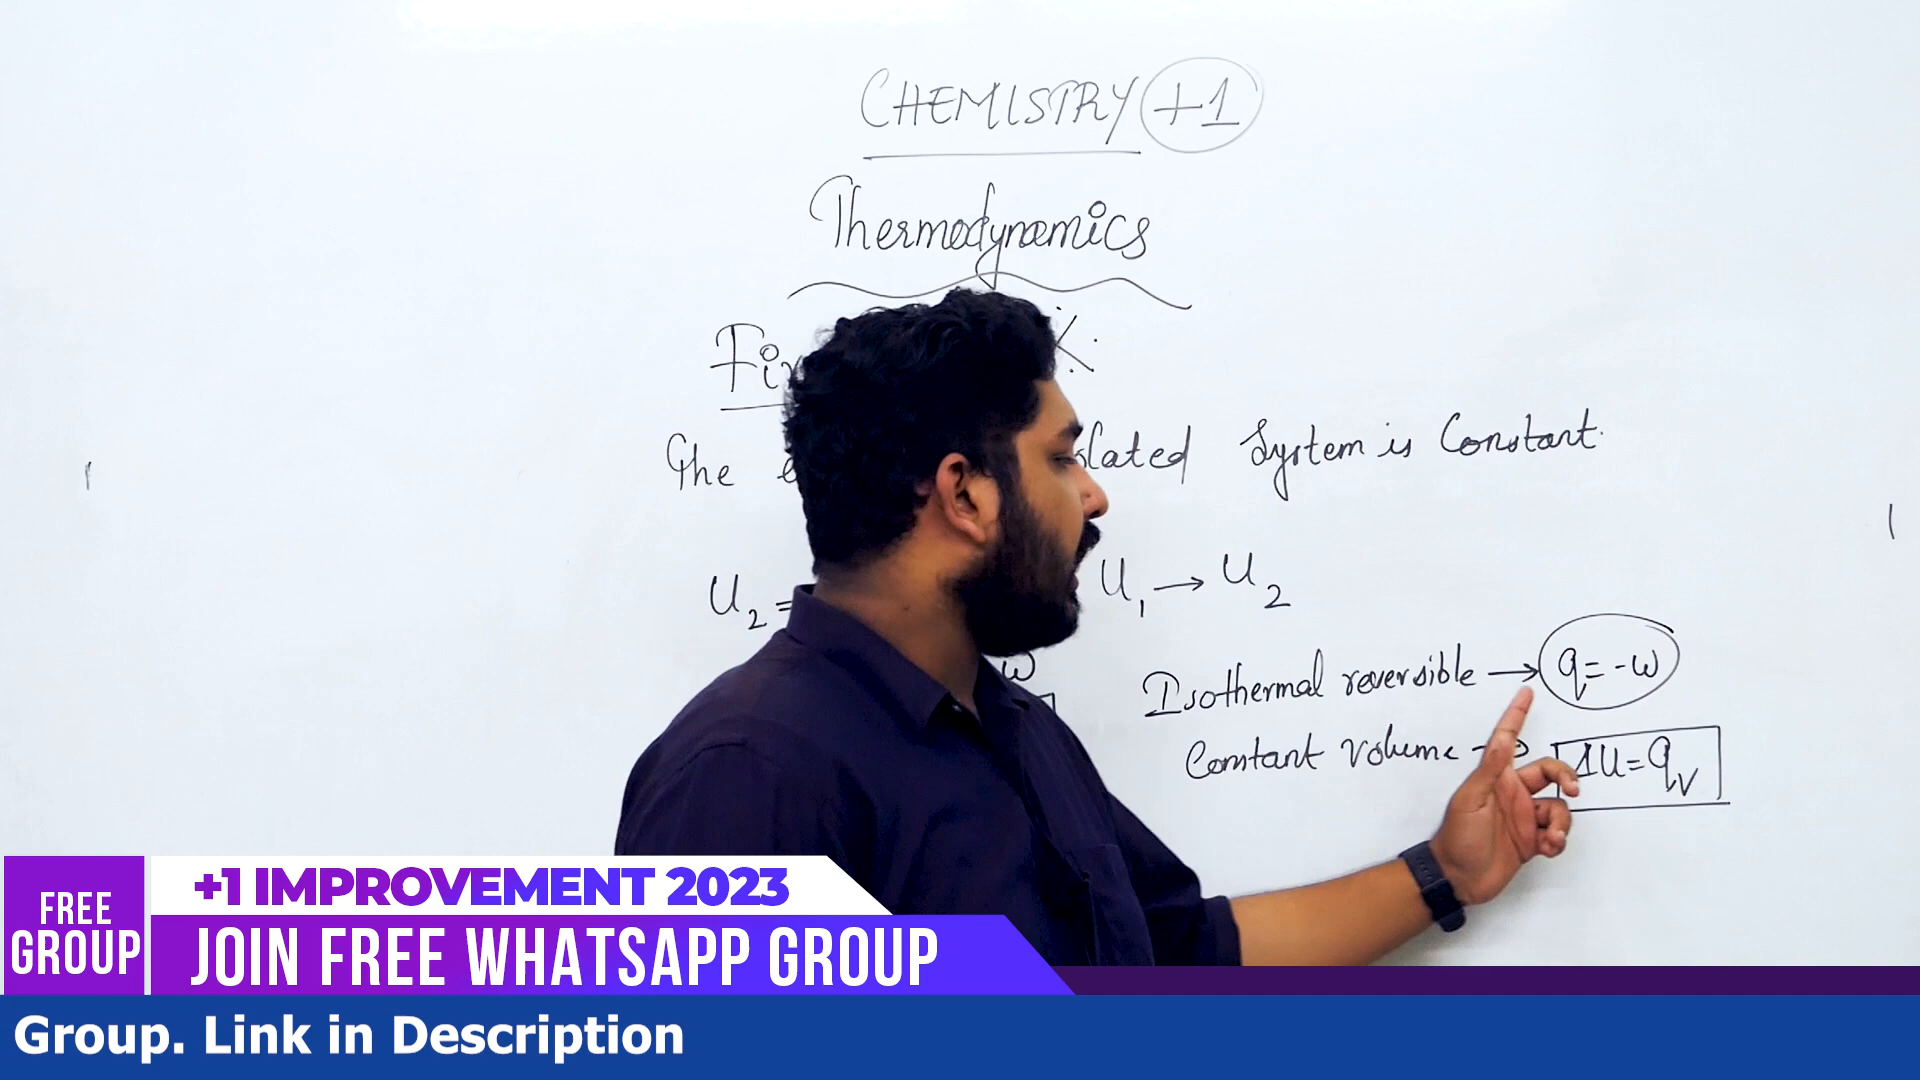 CHEMISTRY +1
Thermodynamics
The
System is Constant.
U₂ =
U₁ → U₂
w
Isothermal reversible → q = -w
Constant volume → ΔU = qᵥ
+1 IMPROVEMENT 2023
FREE GROUP
JOIN FREE WHATSAPP GROUP
Group. Link in Description